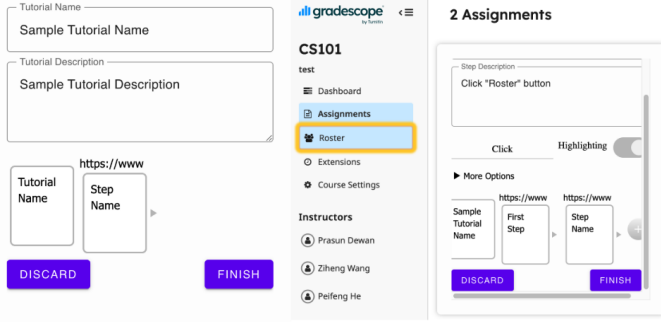 Tutorial Name
Sample Tutorial Name
Tutorial Description
Sample Tutorial Description
https://www
Tutorial
Name
Step
Name
DISCARD
FINISH
gradescope
by Turnitin
CS101
test
Dashboard
Assignments
Roster
Extensions
Course Settings
Instructors
Prasun Dewan
Ziheng Wang
Peifeng He
2 Assignments
Step Description
Click "Roster" button
Click
Highlighting
More Options
https://www
https://www
Sample
Tutorial
Name
First
Step
Step
Name
DISCARD
FINISH